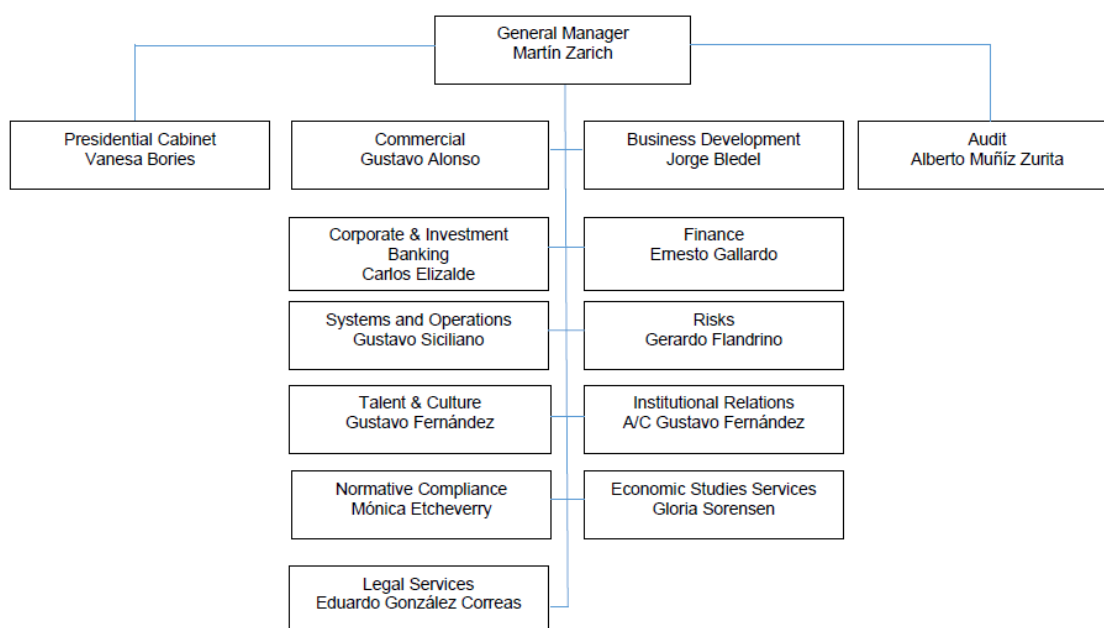 General Manager
Martín Zarich
Presidential Cabinet
Vanesa Bories
Commercial
Gustavo Alonso
Business Development
Jorge Bledel
Audit
Alberto Muñíz Zurita
Corporate & Investment
Banking
Carlos Elizalde
Finance
Ernesto Gallardo
Systems and Operations
Gustavo Siciliano
Risks
Gerardo Flandrino
Talent & Culture
Gustavo Fernández
Institutional Relations
A/C Gustavo Fernández
Normative Compliance
Mónica Etcheverry
Economic Studies Services
Gloria Sorensen
Legal Services
Eduardo González Correas